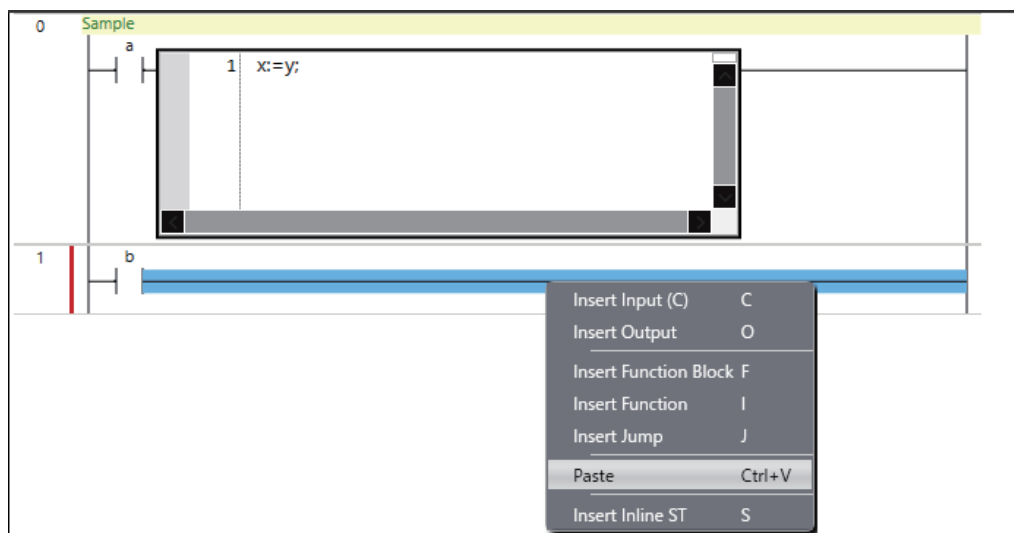 0 Sample
a
1 x:=y;
1 b
Insert Input (C) C
Insert Output O
Insert Function Block F
Insert Function I
Insert Jump J
Paste Ctrl+V
Insert Inline ST S